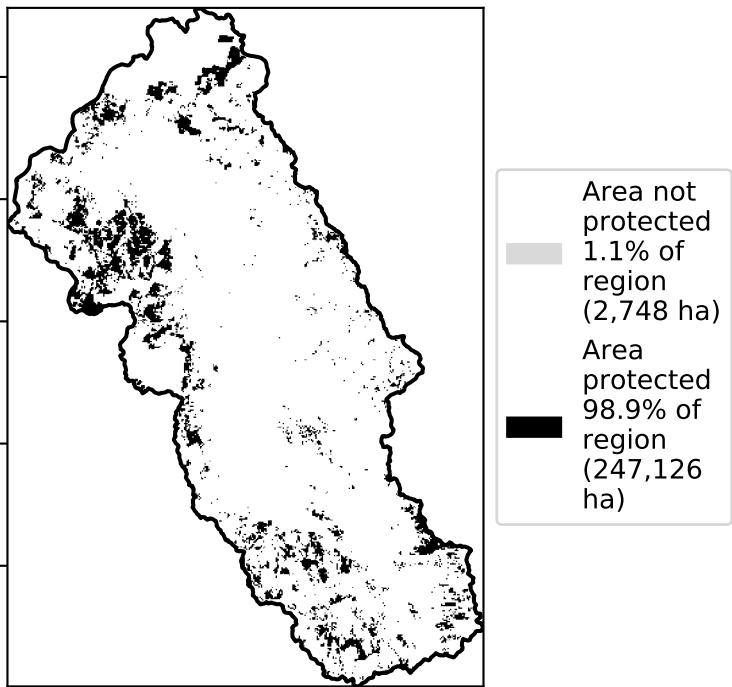 Area not
protected
1.1% of
region
(2,748 ha)
Area
protected
98.9% of
region
(247,126
ha)